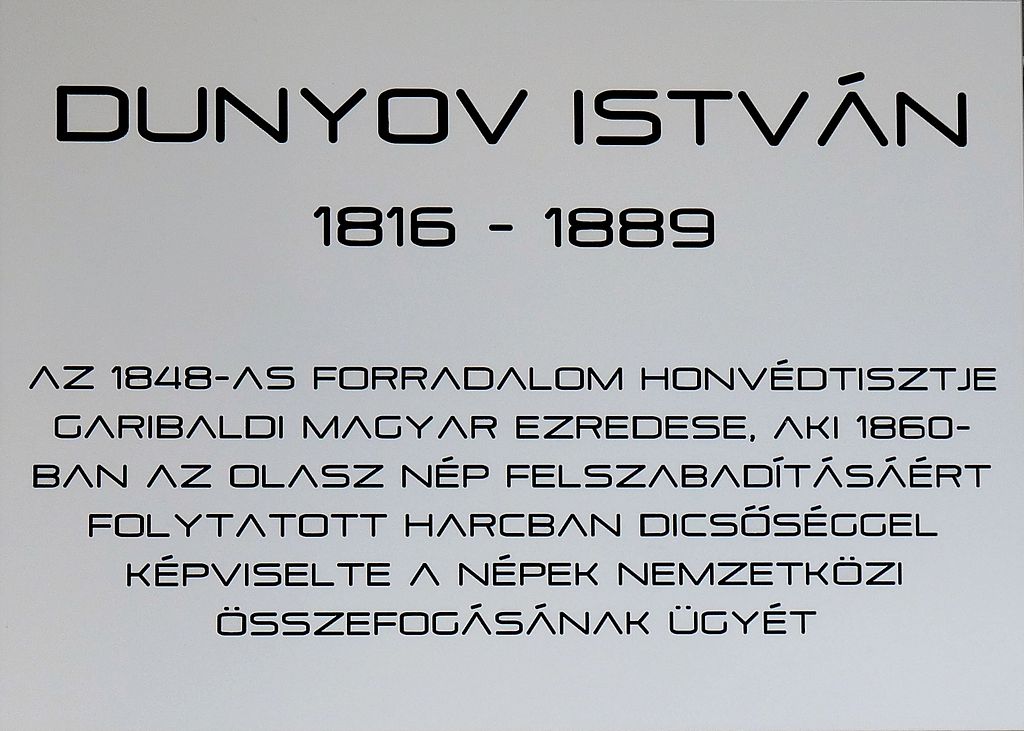 DUNYOV ISTVÁN
1816 - 1889
AZ 1848-AS FORRADALOM HONVÉDTISZTJE
GARIBALDI MAGYAR EZREDESE, AKI 1860-
BAN AZ OLASZ NÉP FELSZABADÍTÁSÁÉRT
FOLYTATOTT HARCBAN DICSŐSÉGGEL
KÉPVISELTE A NÉPEK NEMZETKÖZI
ÖSSZEFOGÁSÁNAK ÜGYÉT